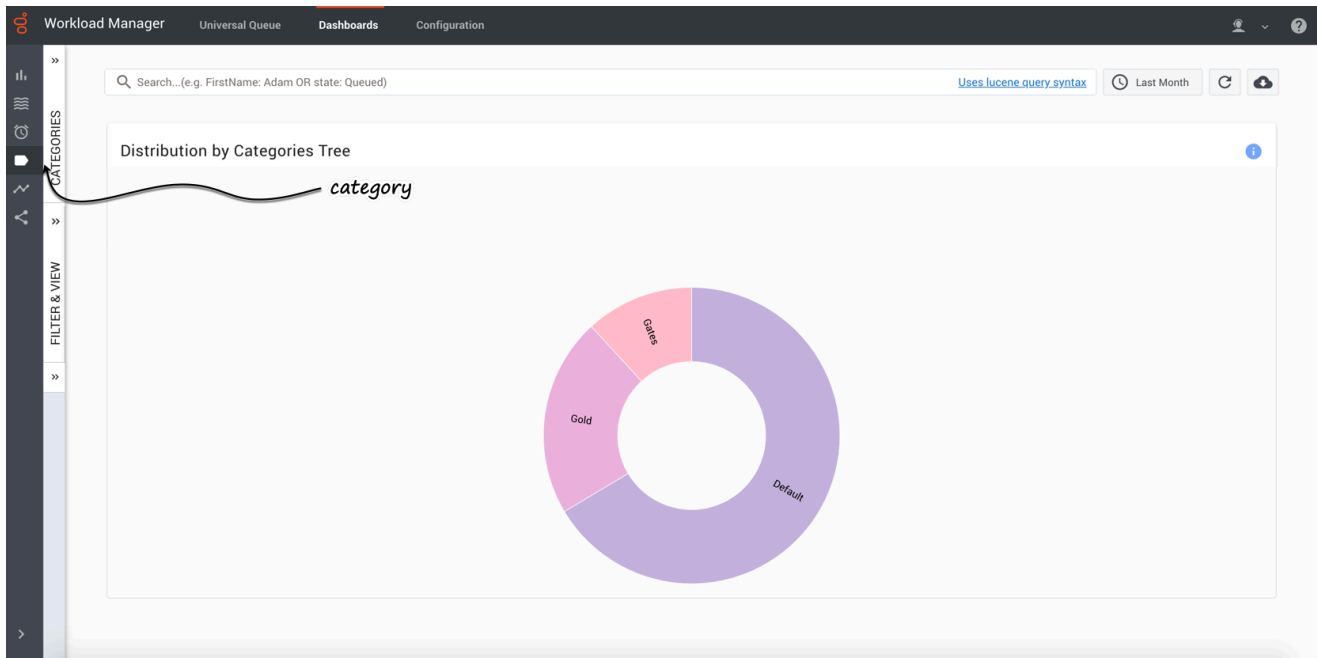 Workload Manager
Universal Queue
Dashboards
Configuration
CATEGORIES
FILTER & VIEW
Search...(e.g. FirstName: Adam OR state: Queued)
Uses lucene query syntax
Last Month
Distribution by Categories Tree
category
Gates
Gold
Default